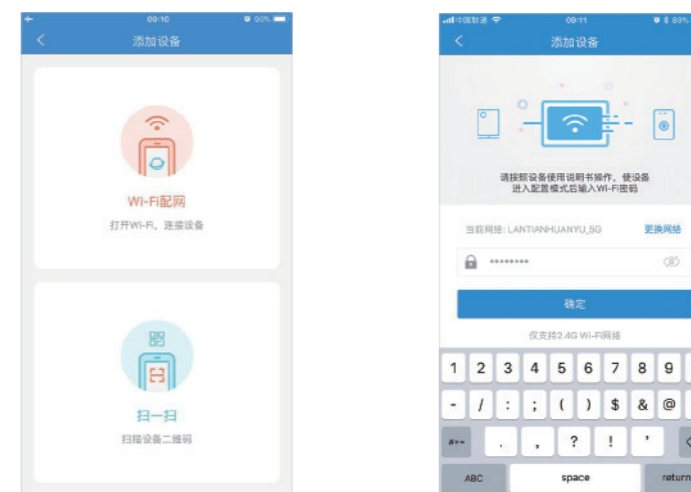 09:10
90%
添加设备
Wi-Fi配网
打开Wi-Fi，连接设备
扫一扫
扫描设备二维码
中国联通
09:11
89%
添加设备
请按照设备使用说明书操作，使设备
进入配置模式后输入Wi-Fi密码
当前网络: LANTIANHUANYU_5G 更换网络
••••••••
确定
仅支持2.4G Wi-Fi网络
1 2 3 4 5 6 7 8 9
- / : ; ( ) $ & @
#+= . , ? ! ’
ABC space return